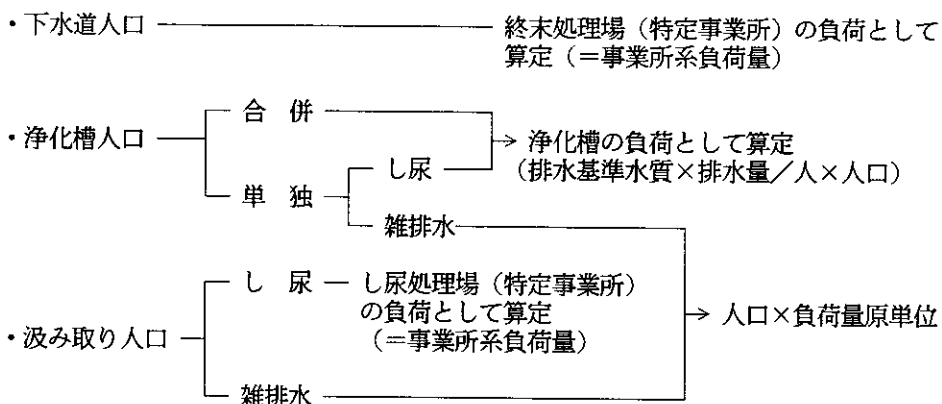 ・下水道人口
終末処理場（特定事業所）の負荷として
算定（＝事業所系負荷量）
合併
・浄化槽人口
浄化槽の負荷として算定
（排水基準水質×排水量／人×人口）
し尿
単独
雑排水
し尿
し尿処理場（特定事業所）
の負荷として算定
（＝事業所系負荷量）
人口×負荷量原単位
・汲み取り人口
雑排水